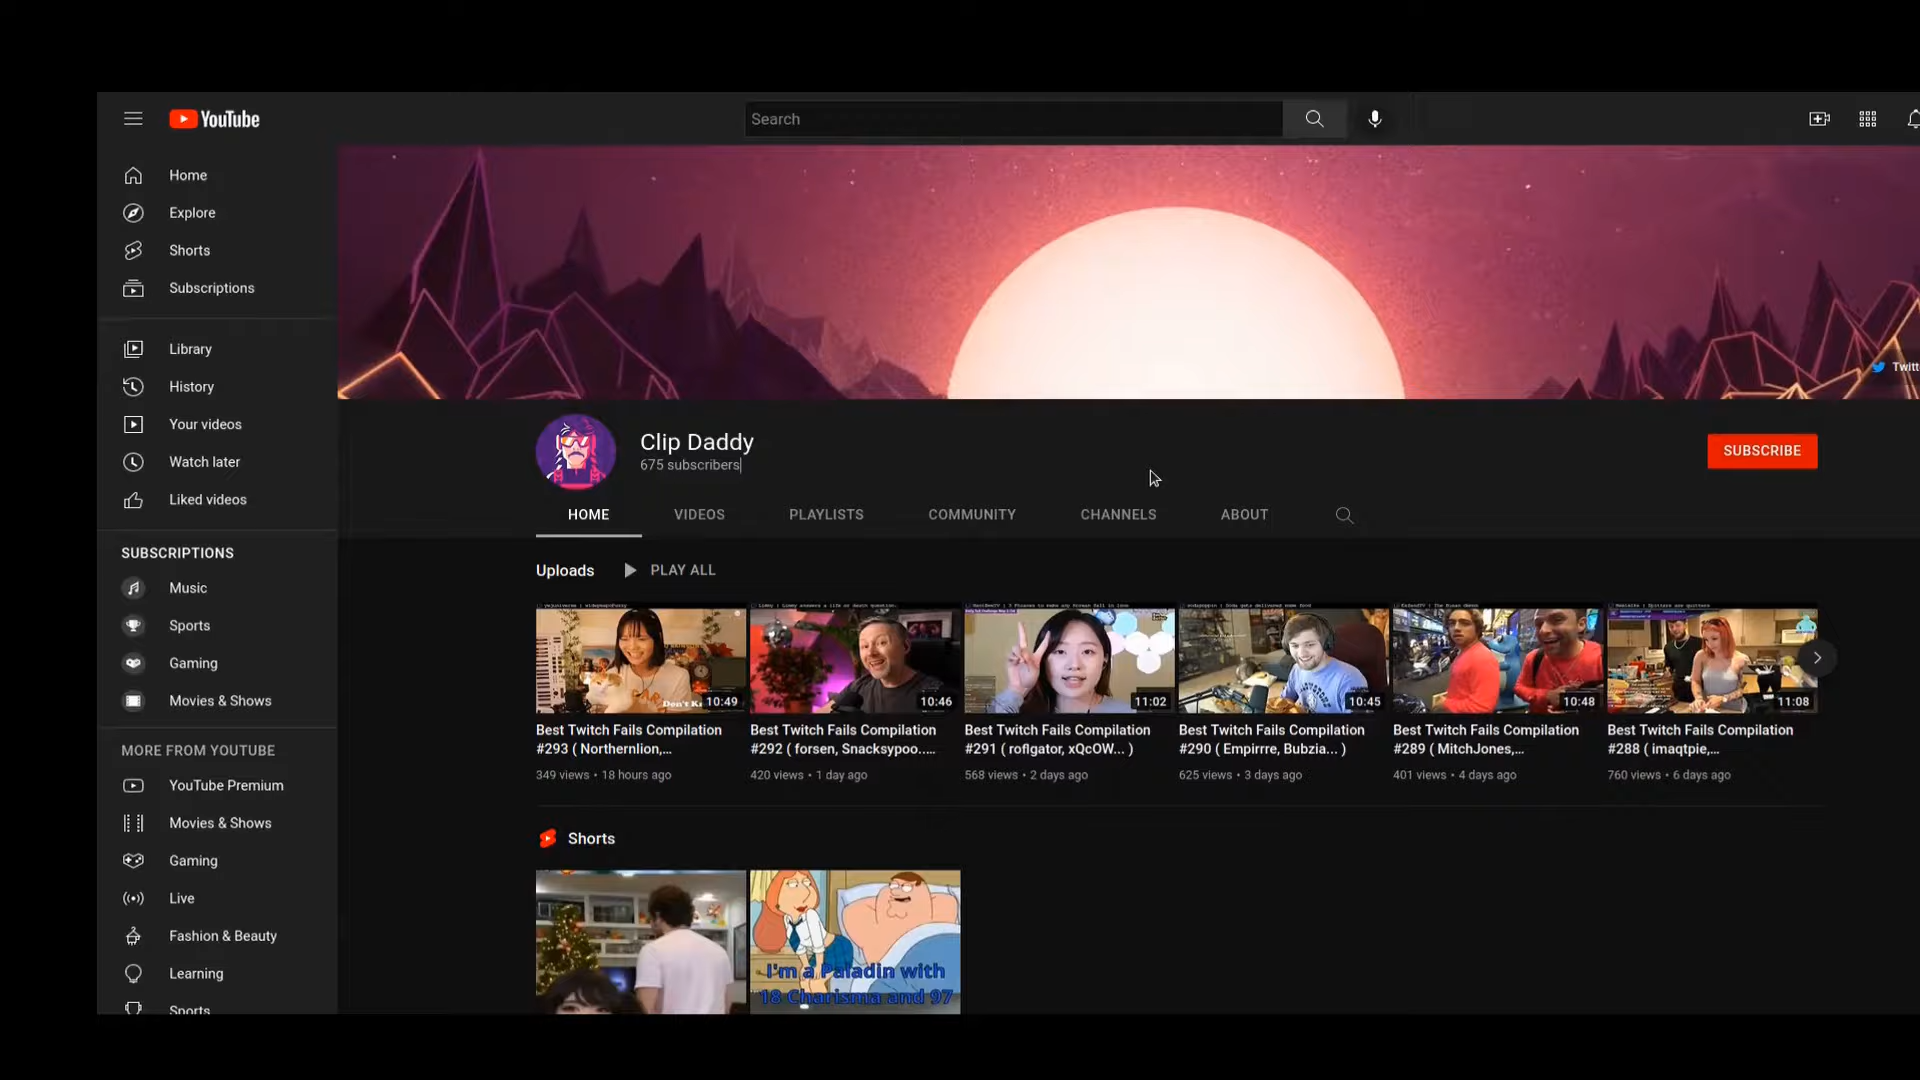 YouTube
Search
Home
Explore
Shorts
Subscriptions
Library
History
Your videos
Watch later
Liked videos
SUBSCRIPTIONS
Music
Sports
Gaming
Movies & Shows
MORE FROM YOUTUBE
YouTube Premium
Movies & Shows
Gaming
Live
Fashion & Beauty
Learning
Sports
Twitt
Clip Daddy
675 subscribers
SUBSCRIBE
HOME VIDEOS PLAYLISTS COMMUNITY CHANNELS ABOUT
Uploads PLAY ALL
10:49
Best Twitch Fails Compilation
#293 ( Northernlion,...
349 views • 18 hours ago
10:46
Best Twitch Fails Compilation
#292 ( forsen, Snacksypoo.....
420 views • 1 day ago
11:02
Best Twitch Fails Compilation
#291 ( roflgator, xQcOW... )
568 views • 2 days ago
10:45
Best Twitch Fails Compilation
#290 ( Empirrre, Bubzia... )
625 views • 3 days ago
10:48
Best Twitch Fails Compilation
#289 ( MitchJones,...
401 views • 4 days ago
11:08
Best Twitch Fails Compilation
#288 ( imaqtpie,...
760 views • 6 days ago
Shorts
I'm a Paladin with
18 Charisma and 97